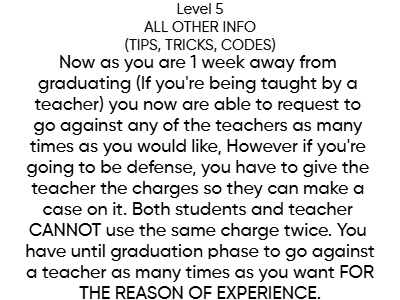 Level 5
ALL OTHER INFO
(TIPS, TRICKS, CODES)
Now as you are 1 week away from
graduating (If you're being taught by a
teacher) you now are able to request to
go against any of the teachers as many
times as you would like, However if you're
going to be defense, you have to give the
teacher the charges so they can make a
case on it. Both students and teacher
CANNOT use the same charge twice. You
have until graduation phase to go against
a teacher as many times as you want FOR
THE REASON OF EXPERIENCE.